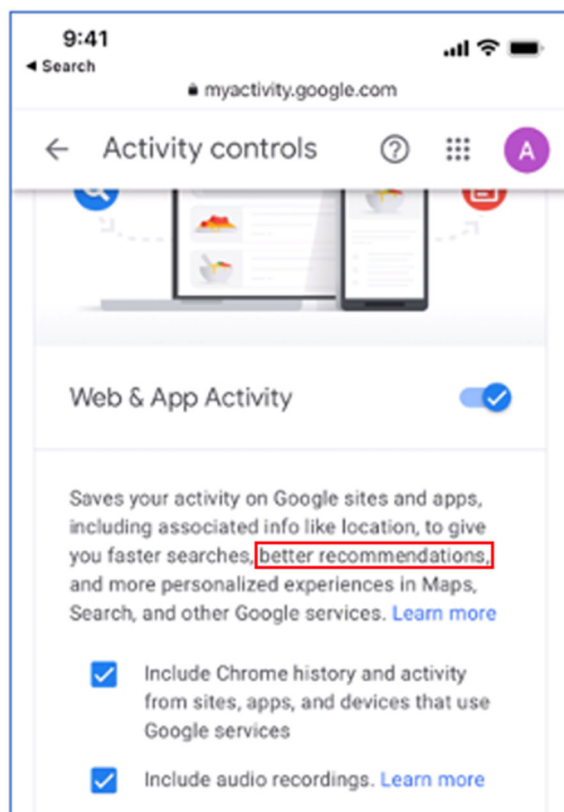 9:41
◀ Search
myactivity.google.com
Activity controls
A
Web & App Activity
Saves your activity on Google sites and apps,
including associated info like location, to give
you faster searches, better recommendations,
and more personalized experiences in Maps,
Search, and other Google services. Learn more
Include Chrome history and activity
from sites, apps, and devices that use
Google services
Include audio recordings. Learn more